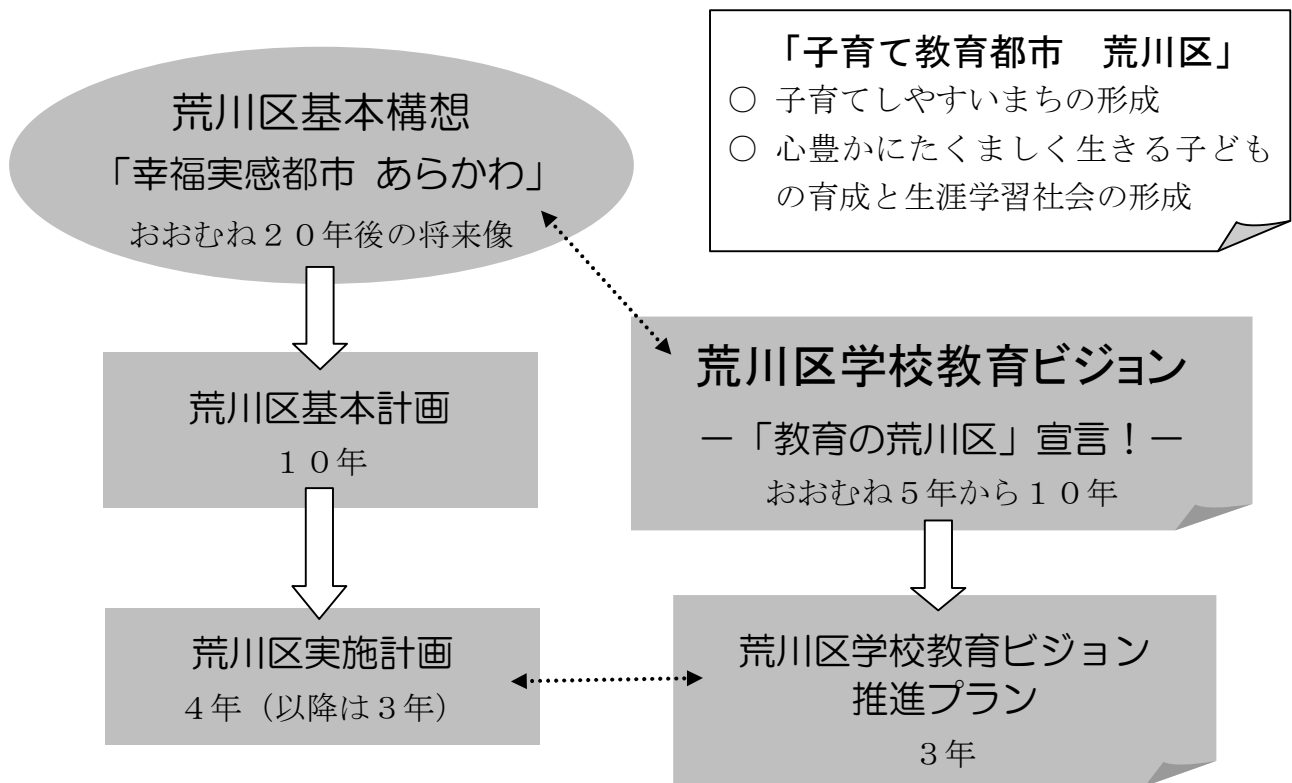 荒川区基本構想
「幸福実感都市 あらかわ」
おおむね２０年後の将来像
「子育て教育都市　荒川区」
○ 子育てしやすいまちの形成
○ 心豊かにたくましく生きる子ども
の育成と生涯学習社会の形成
荒川区基本計画
１０年
荒川区学校教育ビジョン
－「教育の荒川区」宣言！－
おおむね５年から１０年
荒川区実施計画
４年（以降は３年）
荒川区学校教育ビジョン
推進プラン
３年